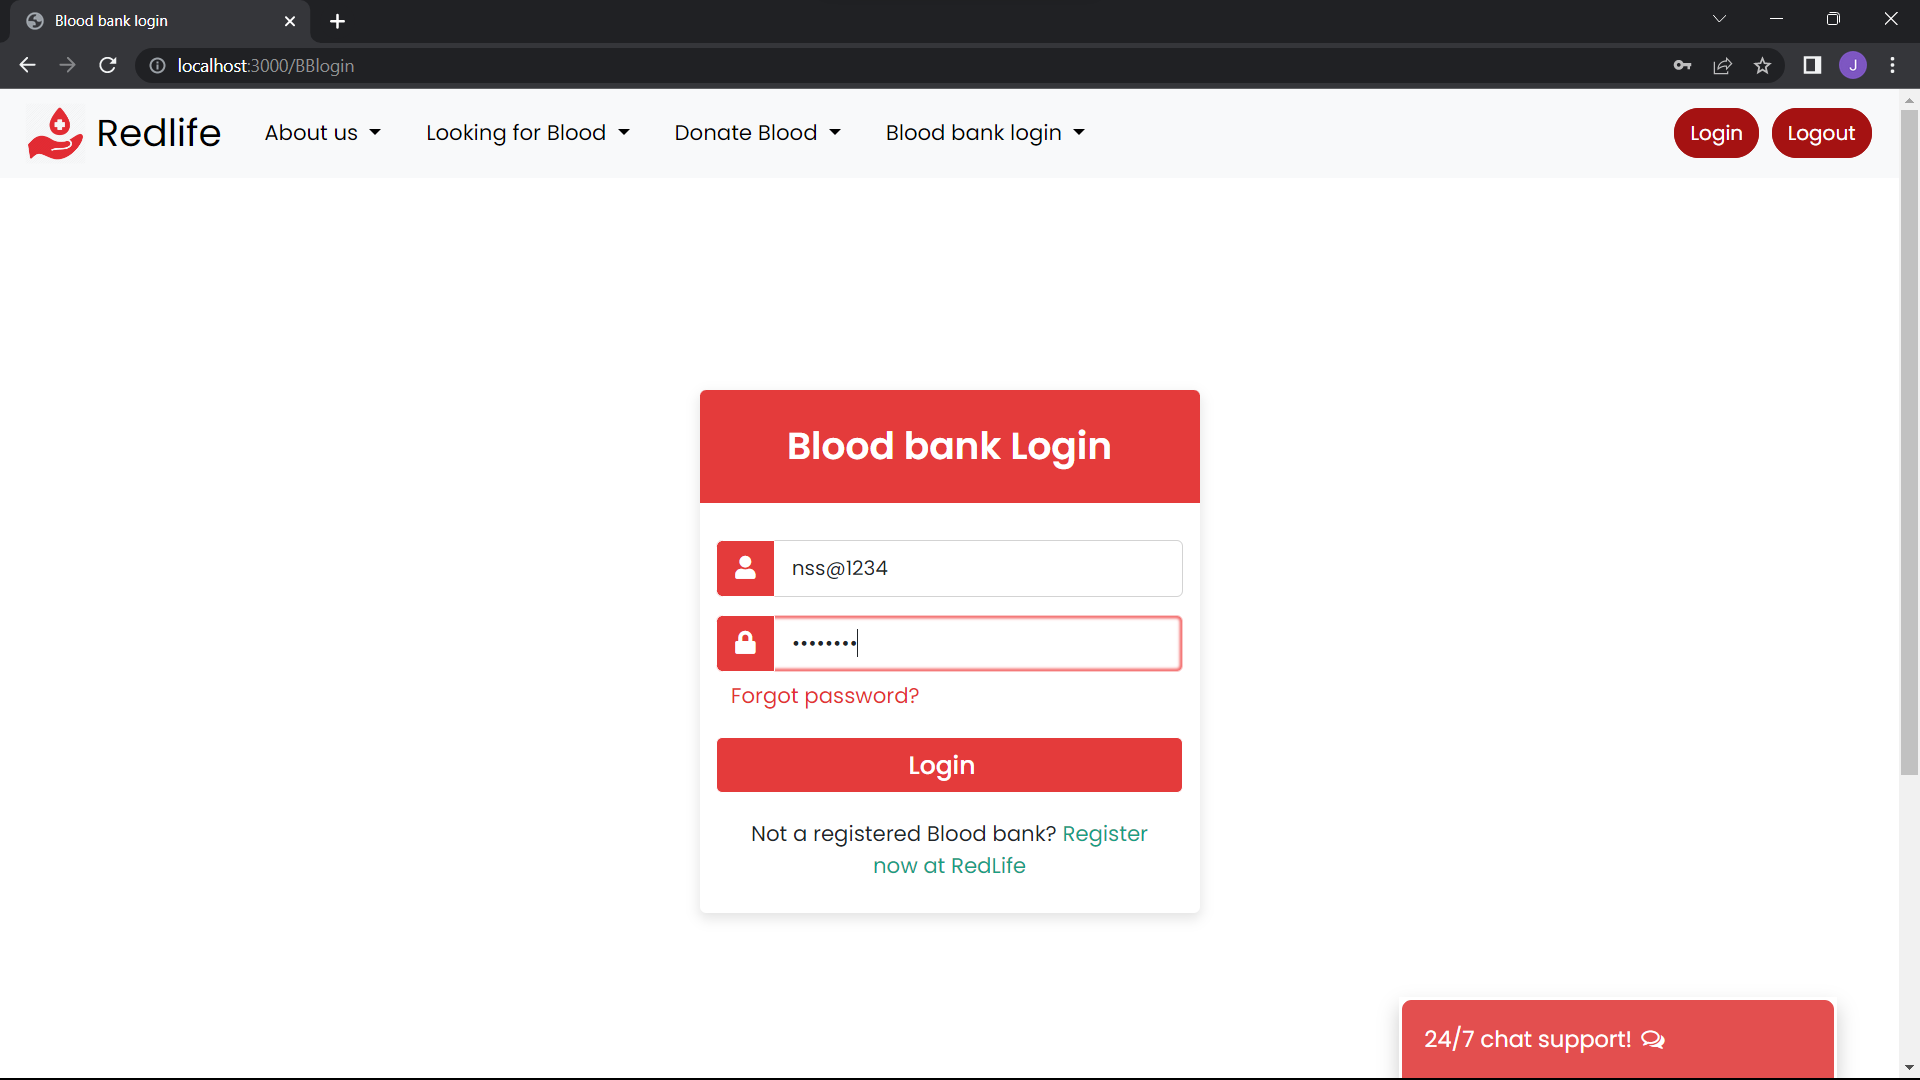 Blood bank login
localhost:3000/BBlogin
J
Redlife
About us
Looking for Blood
Donate Blood
Blood bank login
Login
Logout
Blood bank Login
nss@1234
••••••••
Forgot password?
Login
Not a registered Blood bank? Register
now at RedLife
24/7 chat support!